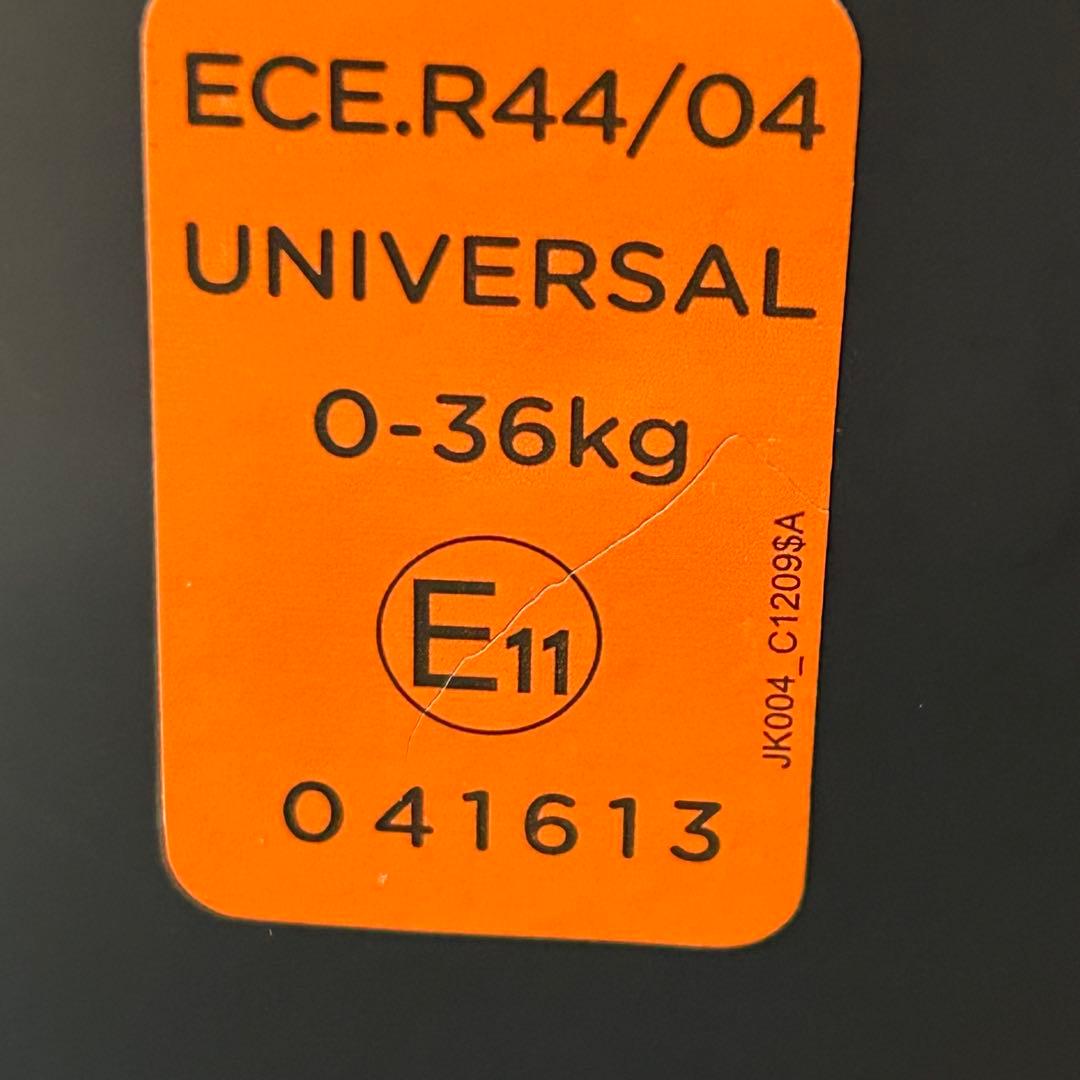 ECE.R44/04
UNIVERSAL
0-36kg
E11
041613
JK004_C1209$A